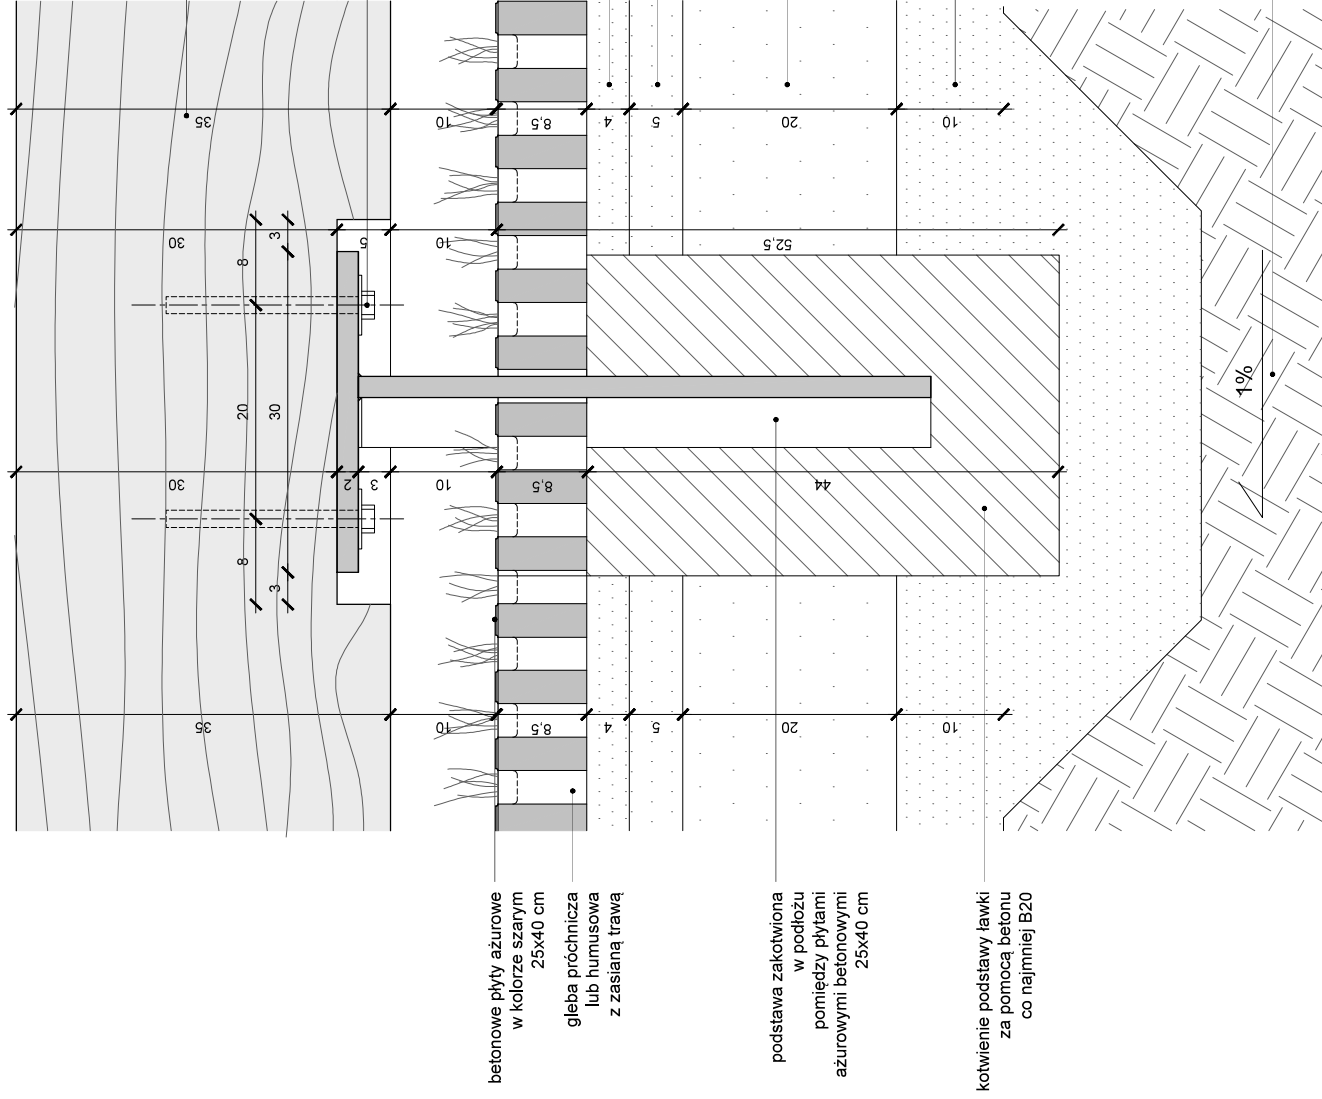 35
10
8,5
4
5
20
10
30
5
10
52,5
3
8
20
30
8
3
30
2
3
10
8,5
44
1%
35
10
8,5
4
5
20
10
betonowe płyty ażurowe
w kolorze szarym
25x40 cm
gleba próchnicza
lub humusowa
z zasianą trawą
podstawa zakotwiona
w podłożu
pomiędzy płytami
ażurowymi betonowymi
25x40 cm
kotwienie podstawy ławki
za pomocą betonu
co najmniej B20